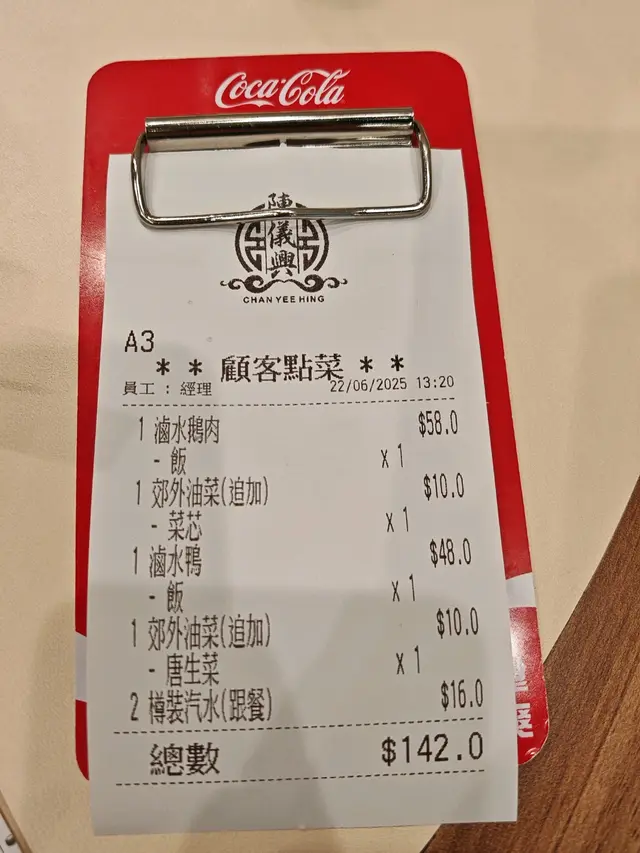 Coca-Cola
陳儀興
CHAN YEE HING
A3
* * 顧客點菜 * *
員工 : 經理 22/06/2025 13:20
1 滷水鵝肉 $58.0
- 飯 x 1
1 郊外油菜(追加) $10.0
- 菜芯 x 1
1 滷水鴨 $48.0
- 飯 x 1
1 郊外油菜(追加) $10.0
- 唐生菜 x 1
2 樽裝汽水(跟餐) $16.0
總數 $142.0